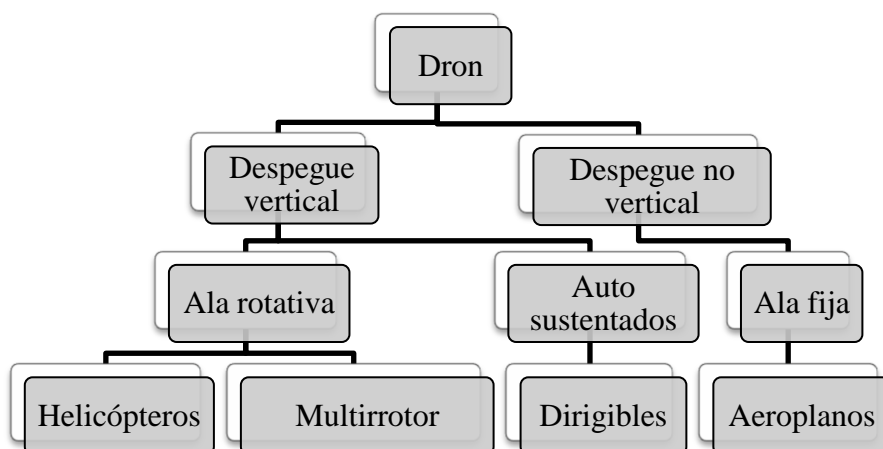 Dron
Despegue
vertical
Despegue no
vertical
Ala rotativa
Auto
sustentados
Ala fija
Helicópteros
Multirrotor
Dirigibles
Aeroplanos